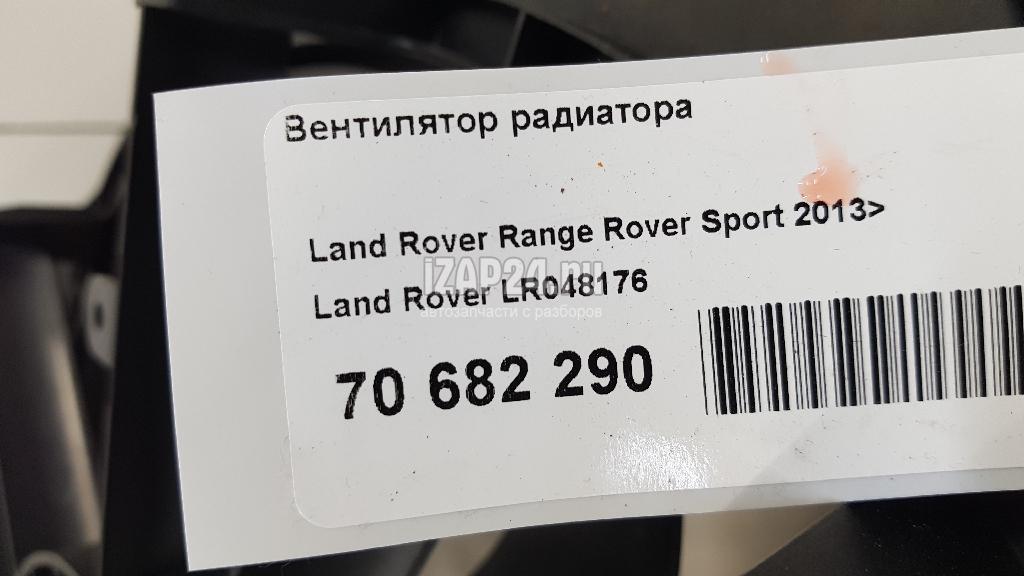 Вентилятор радиатора
Land Rover Range Rover Sport 2013>
iZAP24.ru
Land Rover LR048176
автозапчасти с разборов
70 682 290